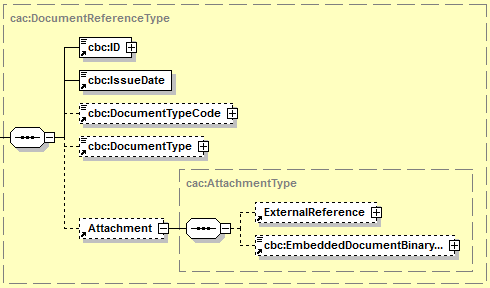 cac:DocumentReferenceType
cbc:ID
cbc:IssueDate
cbc:DocumentTypeCode
cbc:DocumentType
cac:AttachmentType
ExternalReference
Attachment
cbc:EmbeddedDocumentBinary...